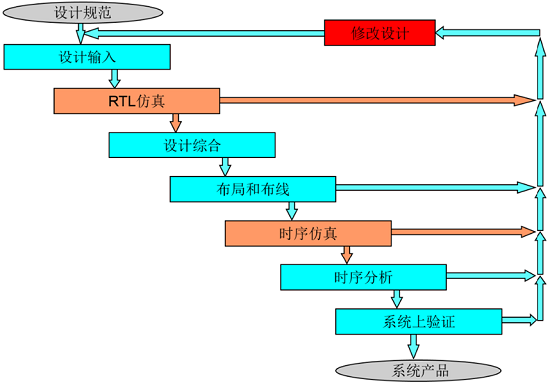 设计规范
修改设计
设计输入
RTL仿真
设计综合
布局和布线
时序仿真
时序分析
系统上验证
系统产品